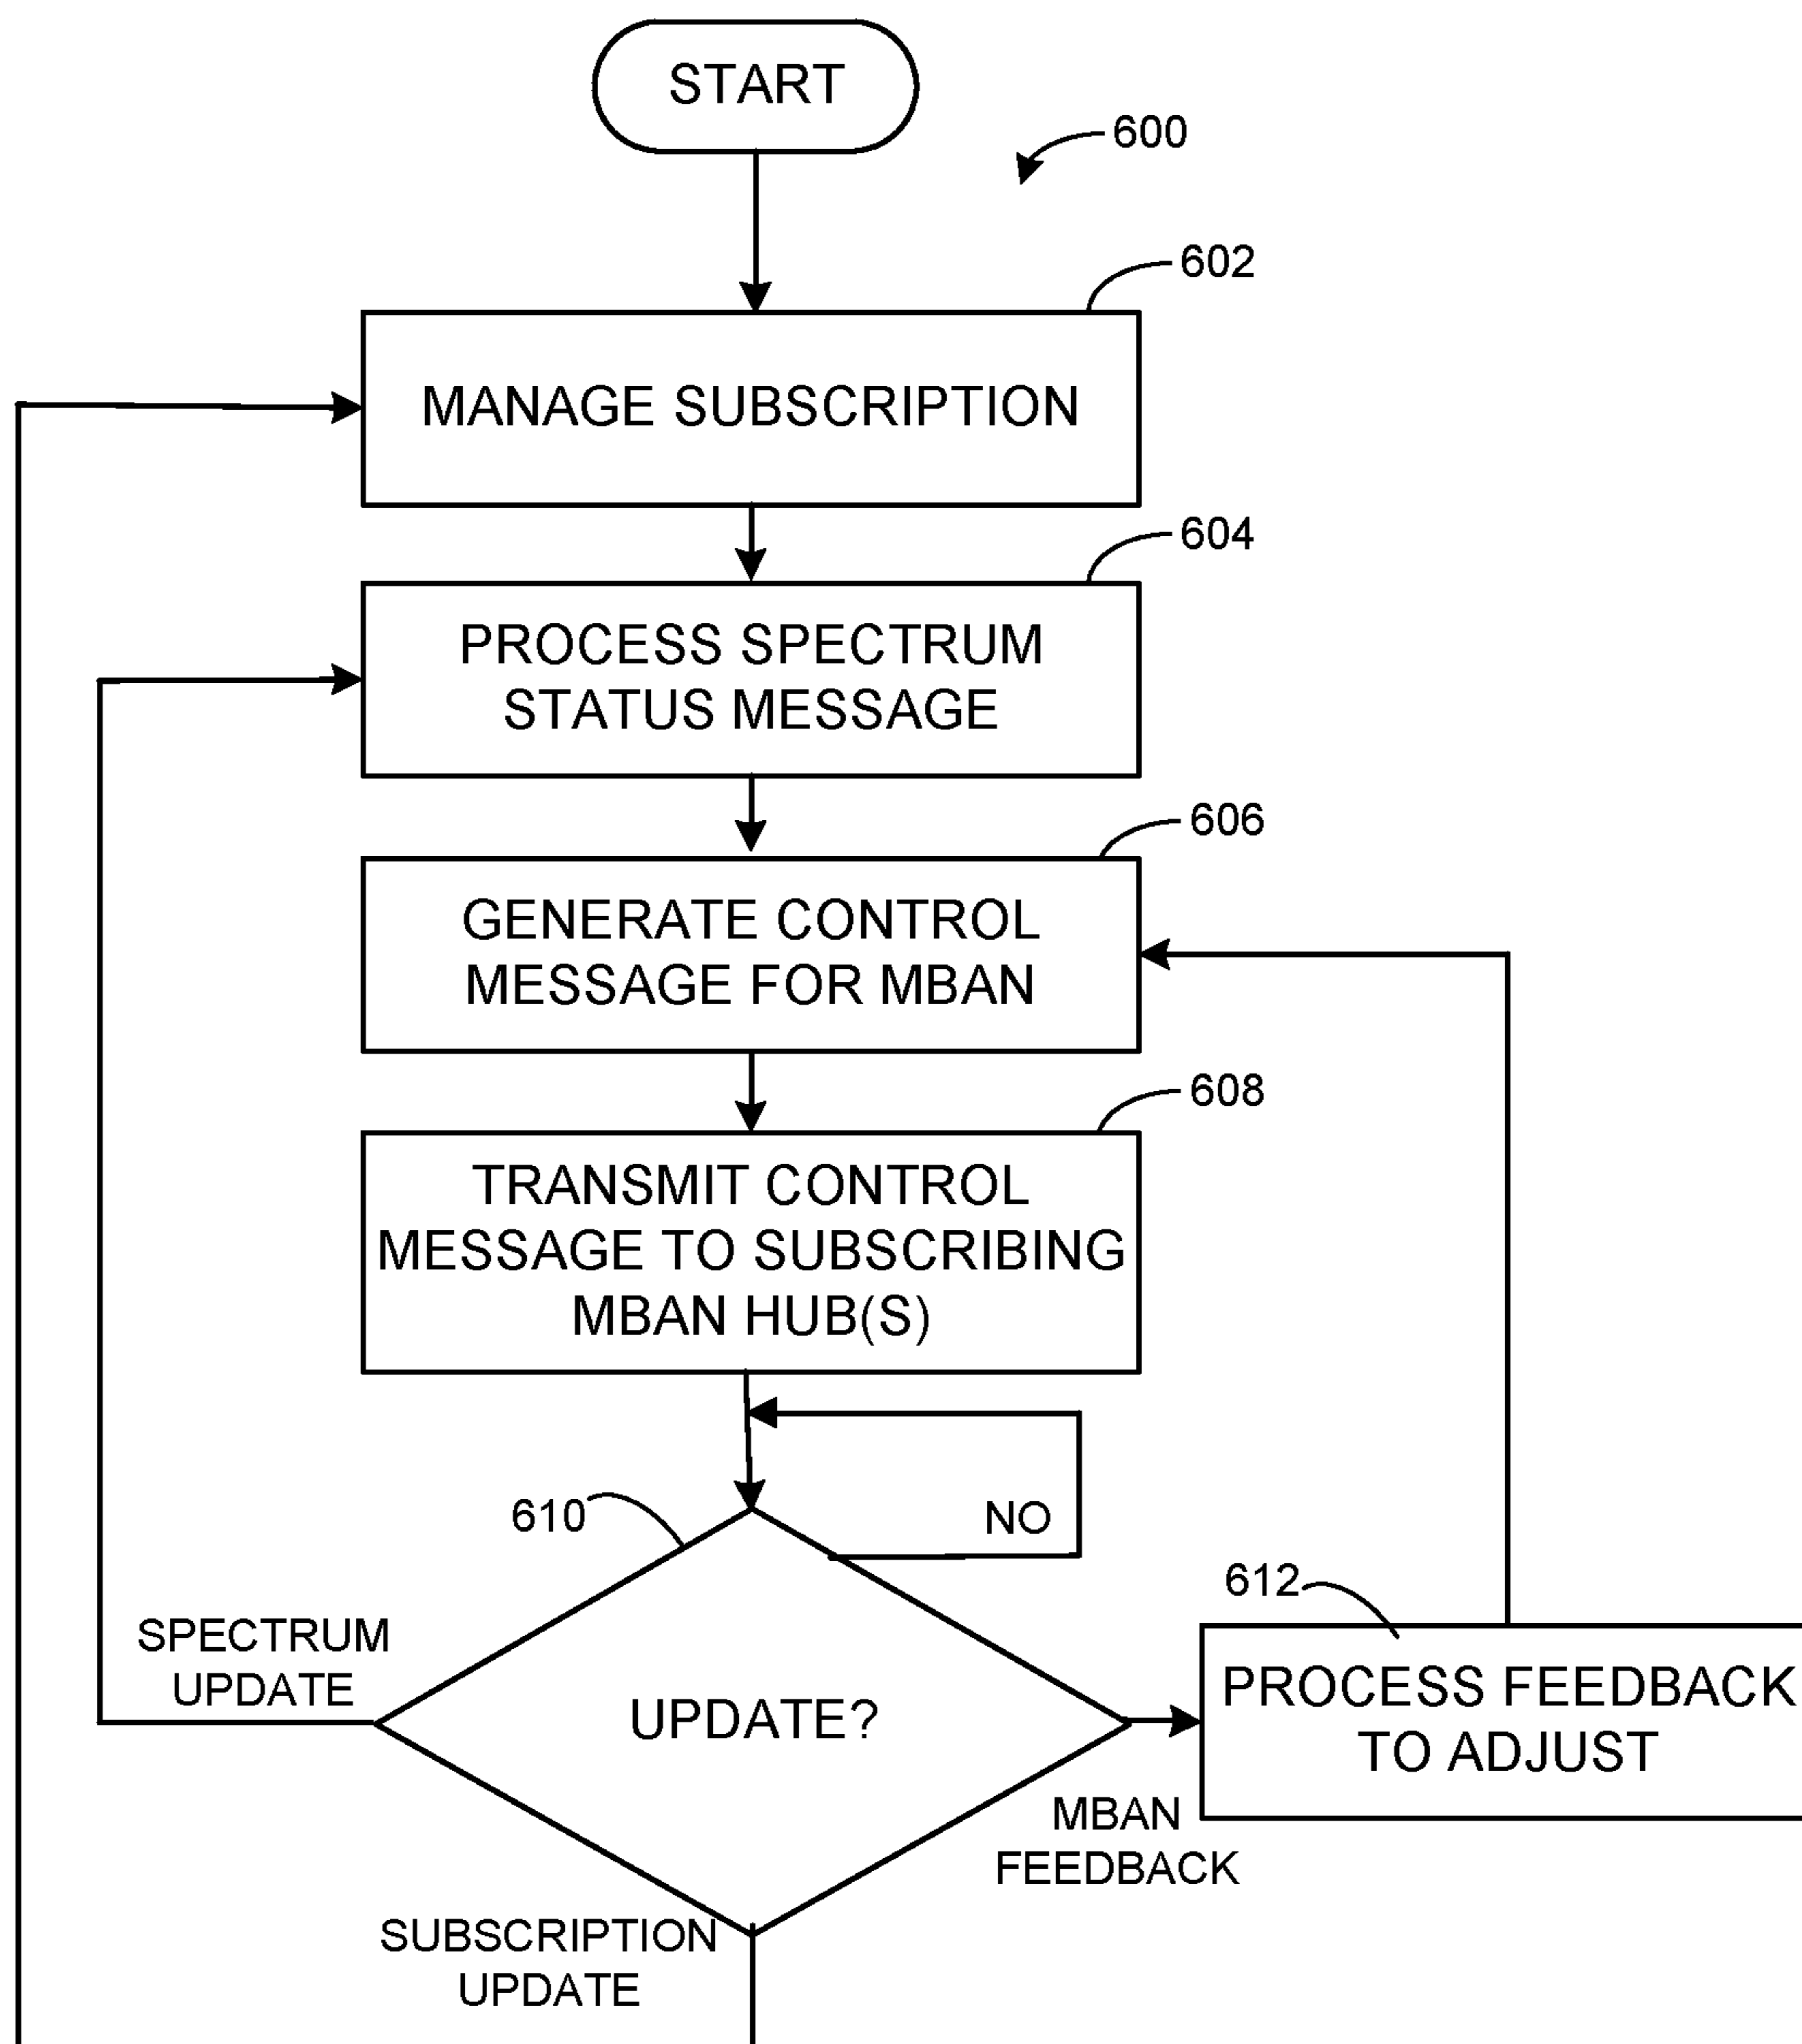 START
600
602
MANAGE SUBSCRIPTION
604
PROCESS SPECTRUM
STATUS MESSAGE
606
GENERATE CONTROL
MESSAGE FOR MBAN
608
TRANSMIT CONTROL
MESSAGE TO SUBSCRIBING
MBAN HUB(S)
610
NO
612
SPECTRUM
UPDATE
UPDATE?
PROCESS FEEDBACK
TO ADJUST
MBAN
FEEDBACK
SUBSCRIPTION
UPDATE